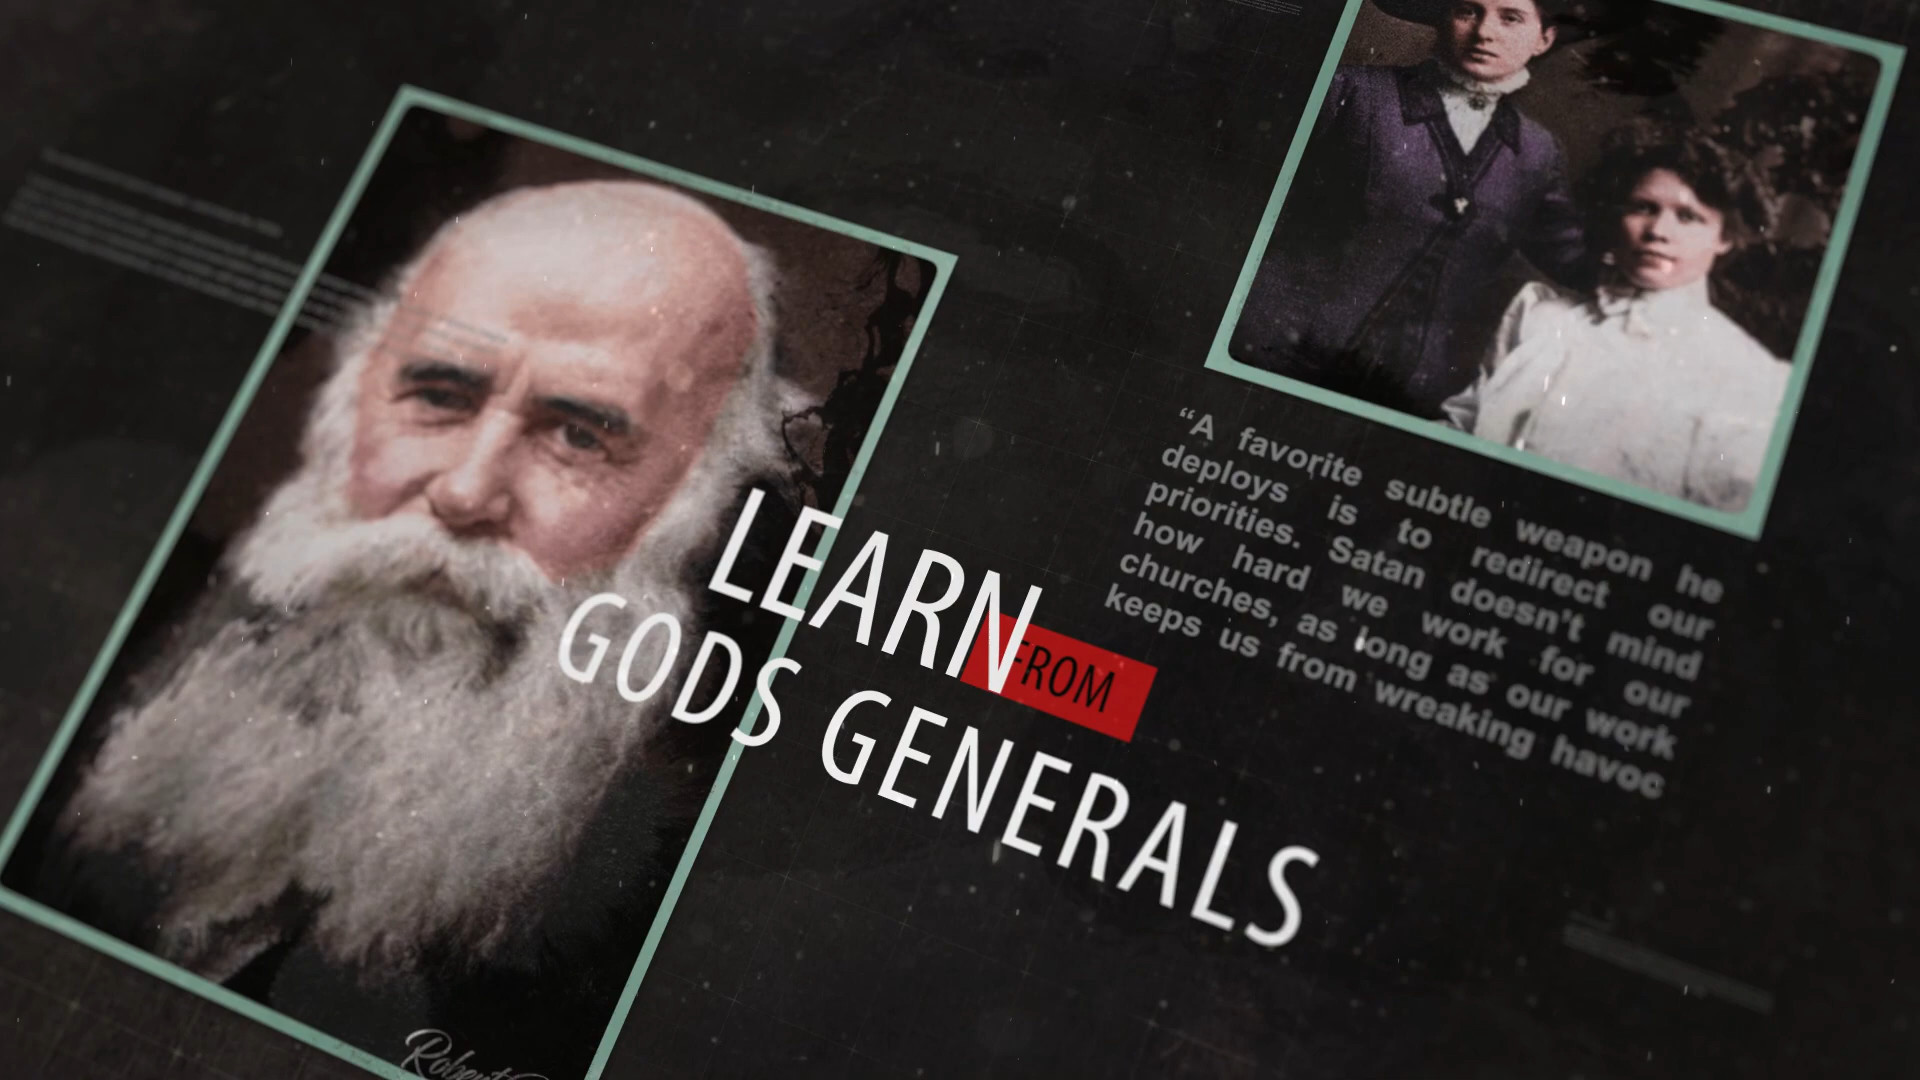 LEARN
FROM
GODS GENERALS
“A favorite subtle weapon he
deploys is to redirect our
priorities. Satan doesn’t mind
how hard we work for our
churches, as long as our work
keeps us from wreaking havoc
Robert